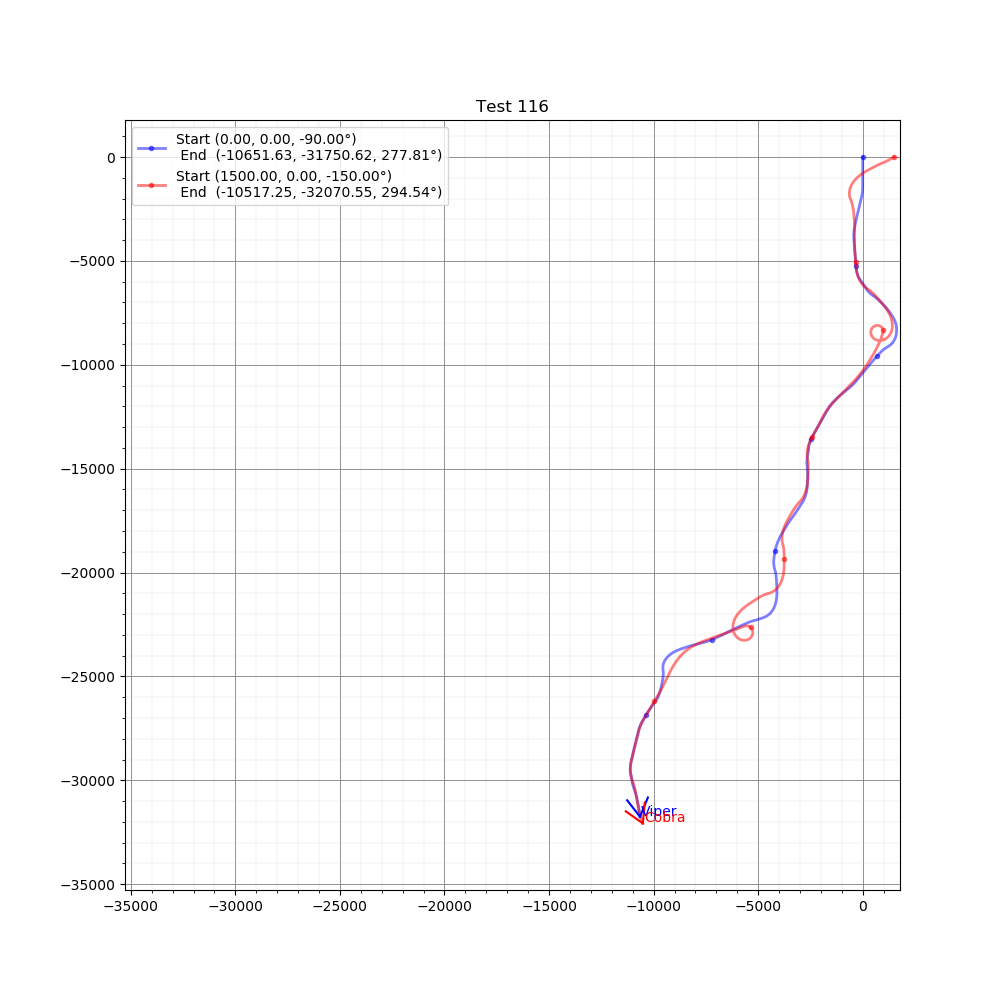 Test 116
Start (0.00, 0.00, -90.00°)
End (-10651.63, -31750.62, 277.81°)
Start (1500.00, 0.00, -150.00°)
End (-10517.25, -32070.55, 294.54°)
0
−5000
−10000
−15000
−20000
−25000
−30000
−35000
Viper
Cobra
−35000 −30000 −25000 −20000 −15000 −10000 −5000 0